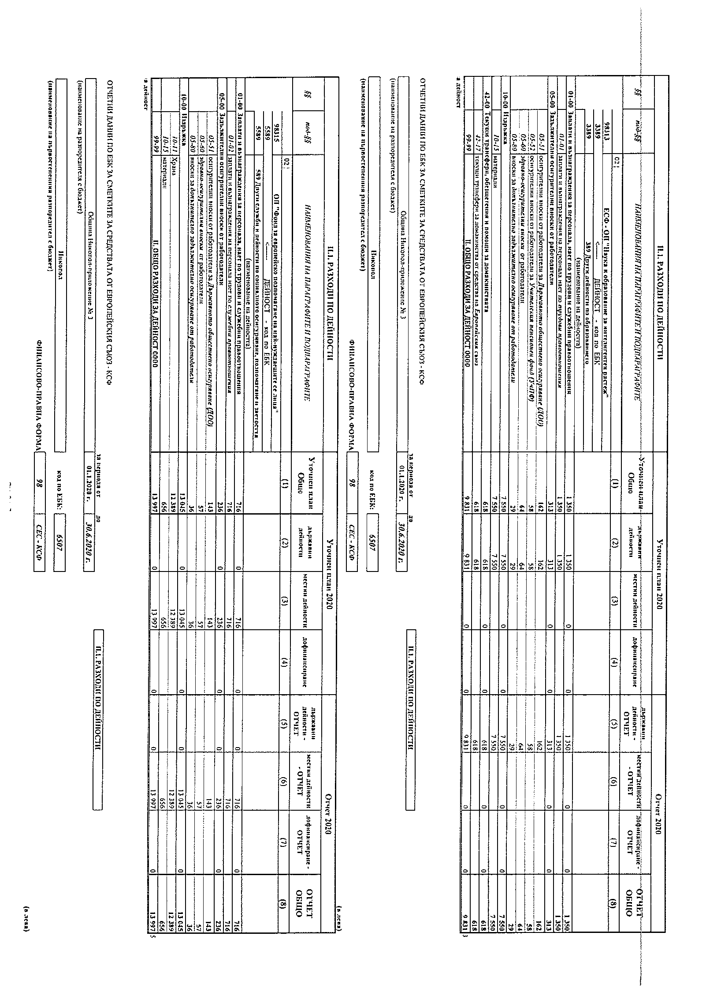 II.1. РАЗХОДИ ПО ДЕЙНОСТИ Уточнен план 2020 Отчет 2020
§§ под-§§ НАИМЕНОВАНИЯ НА ПАРАГРАФИТЕ И ПОДПАРАГРАФИТЕ Уточнен план Общо държавни дейности местни дейности дофинансиране държавни дейности - ОТЧЕТ местни дейности - ОТЧЕТ дофинансиране - ОТЧЕТ ОТЧЕТ ОБЩО
02 (1) (2) (3) (4) (5) (6) (7) (8)
98313 ЕСФ - ОП "Наука и образование за интелигентен растеж"
3389 <------ ДЕЙНОСТ - код по ЕБК
3389 389 Други дейности по образованието
(наименование на дейността)
01-00 Заплати и възнаграждения за персонала, нает по трудови и служебни правоотношения 1 350 1 350 0 0 1 350 0 0 1 350
01-01 заплати и възнаграждения на персонала нает по трудови правоотношения 1 350 1 350 1 350 1 350
05-00 Задължителни осигурителни вноски от работодатели 313 313 0 0 313 0 0 313
05-51 осигурителни вноски от работодатели за Държавното обществено осигуряване (ДОО) 162 162 162 162
05-52 осигурителни вноски от работодатели за Учителския пенсионен фонд (УчПФ) 58 58 58 58
05-60 здравно-осигурителни вноски от работодатели 64 64 64 64
05-80 вноски за допълнително задължително осигуряване от работодатели 29 29 29 29
10-00 Издръжка 7 550 7 550 0 0 7 550 0 0 7 550
10-15 материали 7 550 7 550 7 550 7 550
42-00 Текущи трансфери, обезщетения и помощи за домакинствата 618 618 0 0 618 0 0 618
42-17 текущи трансфери за домакинства от средства на Европейския съюз 618 618 618 618
99-99 II. ОБЩО РАЗХОДИ ЗА ДЕЙНОСТ 0000 9 831 9 831 0 0 9 831 0 0 9 831 3
а дейност
ОТЧЕТНИ ДАННИ ПО ЕБК ЗА СМЕТКИТЕ ЗА СРЕДСТВАТА ОТ ЕВРОПЕЙСКИЯ СЪЮЗ - КСФ
за периода от до II.1. РАЗХОДИ ПО ДЕЙНОСТИ
Община Никопол-приложение № 3 01.1.2020 г. 30.6.2020 г.
(наименование на разпоредителя с бюджет)
Никопол код по ЕБК: 6507
(наименование на първостепенния разпоредител с бюджет)
ФИНАНСОВО-ПРАВНА ФОРМА 98 СЕС - КСФ
(в лева)
II.1. РАЗХОДИ ПО ДЕЙНОСТИ Уточнен план 2020 Отчет 2020
§§ под-§§ НАИМЕНОВАНИЯ НА ПАРАГРАФИТЕ И ПОДПАРАГРАФИТЕ Уточнен план Общо държавни дейности местни дейности дофинансиране държавни дейности - ОТЧЕТ местни дейности - ОТЧЕТ дофинансиране - ОТЧЕТ ОТЧЕТ ОБЩО
02 (1) (2) (3) (4) (5) (6) (7) (8)
98315 ОП "Фонд за европейско подпомагане на най-нуждаещите се лица"
5589 <------ ДЕЙНОСТ - код по ЕБК
5589 589 Други служби и дейности по социалното осигуряване, подпомагане и заетостта
(наименование на дейността)
01-00 Заплати и възнаграждения за персонала, нает по трудови и служебни правоотношения 716 0 716 0 0 716 0 716
01-02 заплати и възнаграждения на персонала нает по служебни правоотношения 716 716 716 716
05-00 Задължителни осигурителни вноски от работодатели 236 0 236 0 0 236 0 236
05-51 осигурителни вноски от работодатели за Държавното обществено осигуряване (ДОО) 143 143 143 143
05-60 здравно-осигурителни вноски от работодатели 57 57 57 57
05-80 вноски за допълнително задължително осигуряване от работодатели 36 36 36 36
10-00 Издръжка 13 045 0 13 045 0 0 13 045 0 13 045
10-11 Храна 12 389 12 389 12 389 12 389
10-15 материали 656 656 656 656
99-99 II. ОБЩО РАЗХОДИ ЗА ДЕЙНОСТ 0000 13 997 0 13 997 0 0 13 997 0 13 997 5
а дейност
ОТЧЕТНИ ДАННИ ПО ЕБК ЗА СМЕТКИТЕ ЗА СРЕДСТВАТА ОТ ЕВРОПЕЙСКИЯ СЪЮЗ - КСФ
за периода от до II.1. РАЗХОДИ ПО ДЕЙНОСТИ
Община Никопол-приложение № 3 01.1.2020 г. 30.6.2020 г.
(наименование на разпоредителя с бюджет)
Никопол код по ЕБК: 6507
(наименование на първостепенния разпоредител с бюджет)
ФИНАНСОВО-ПРАВНА ФОРМА 98 СЕС - КСФ
(в лева)